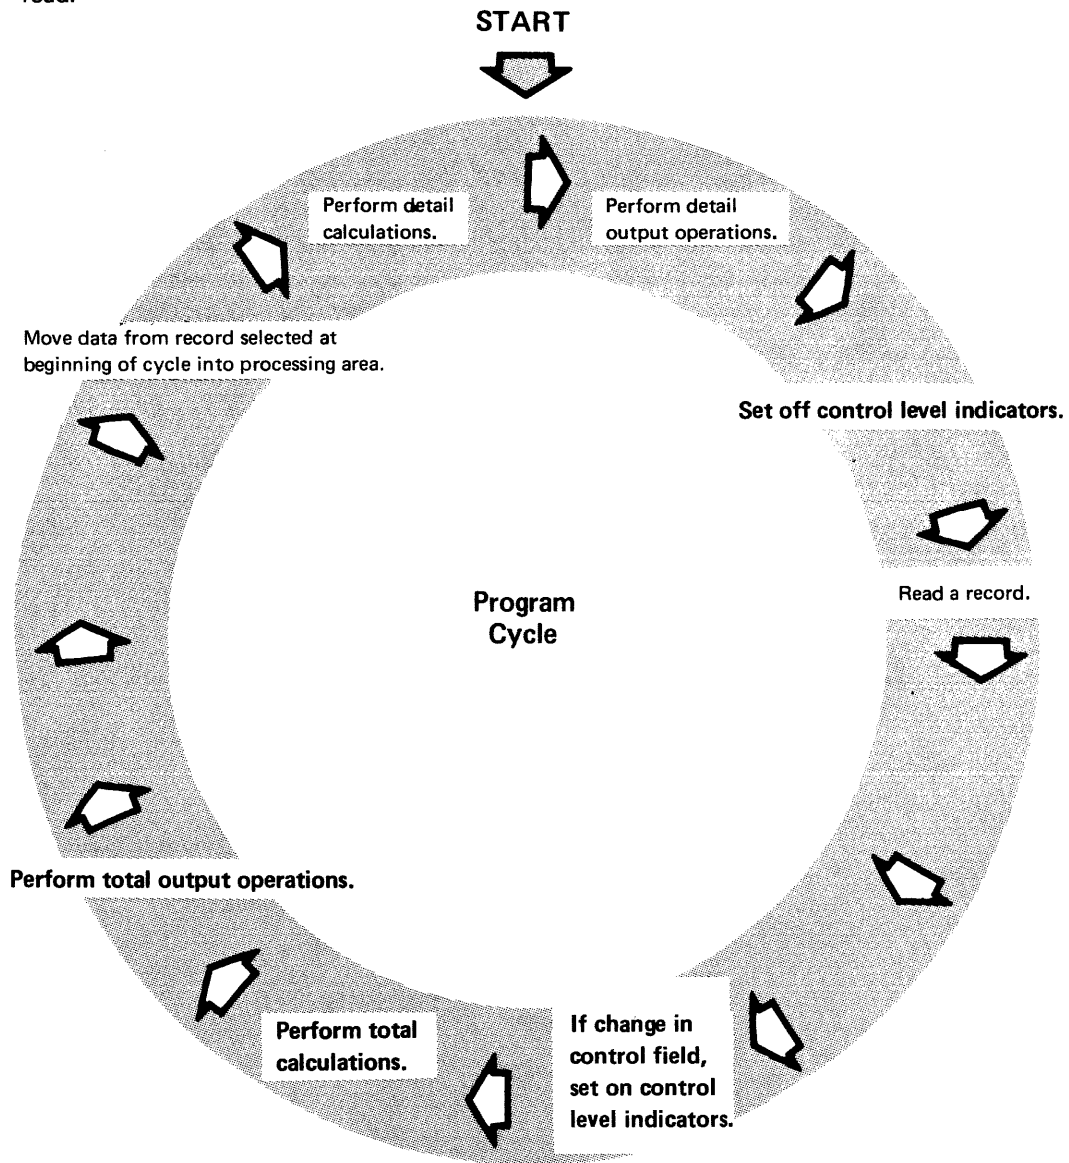 read.
START
Perform detail
calculations.
Perform detail
output operations.
Move data from record selected at
beginning of cycle into processing area.
Set off control level indicators.
Read a record.
Program
Cycle
Perform total output operations.
Perform total
calculations.
If change in
control field,
set on control
level indicators.